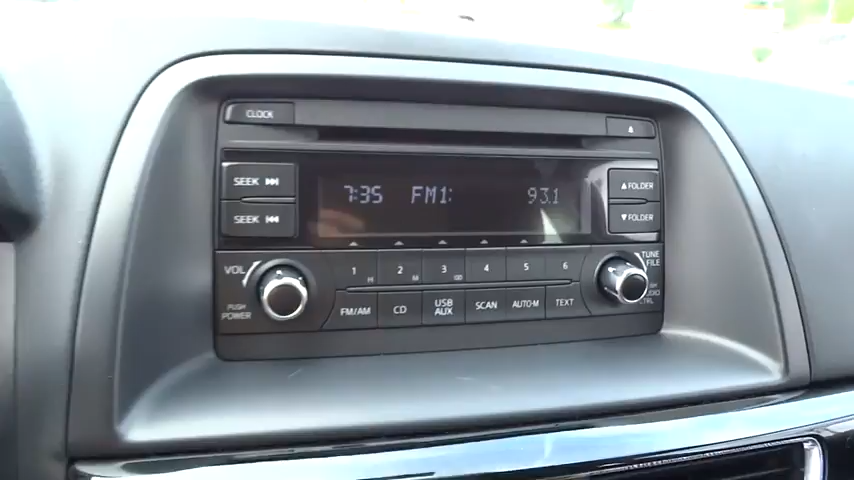 CLOCK
SEEK
SEEK
7:35 FM1: 93.1
FOLDER
FOLDER
VOL
PUSH
POWER
1 H
2 M
3
4
5
6
FM/AM
CD
USB
AUX
SCAN
AUTO-M
TEXT
TUNE
FILE